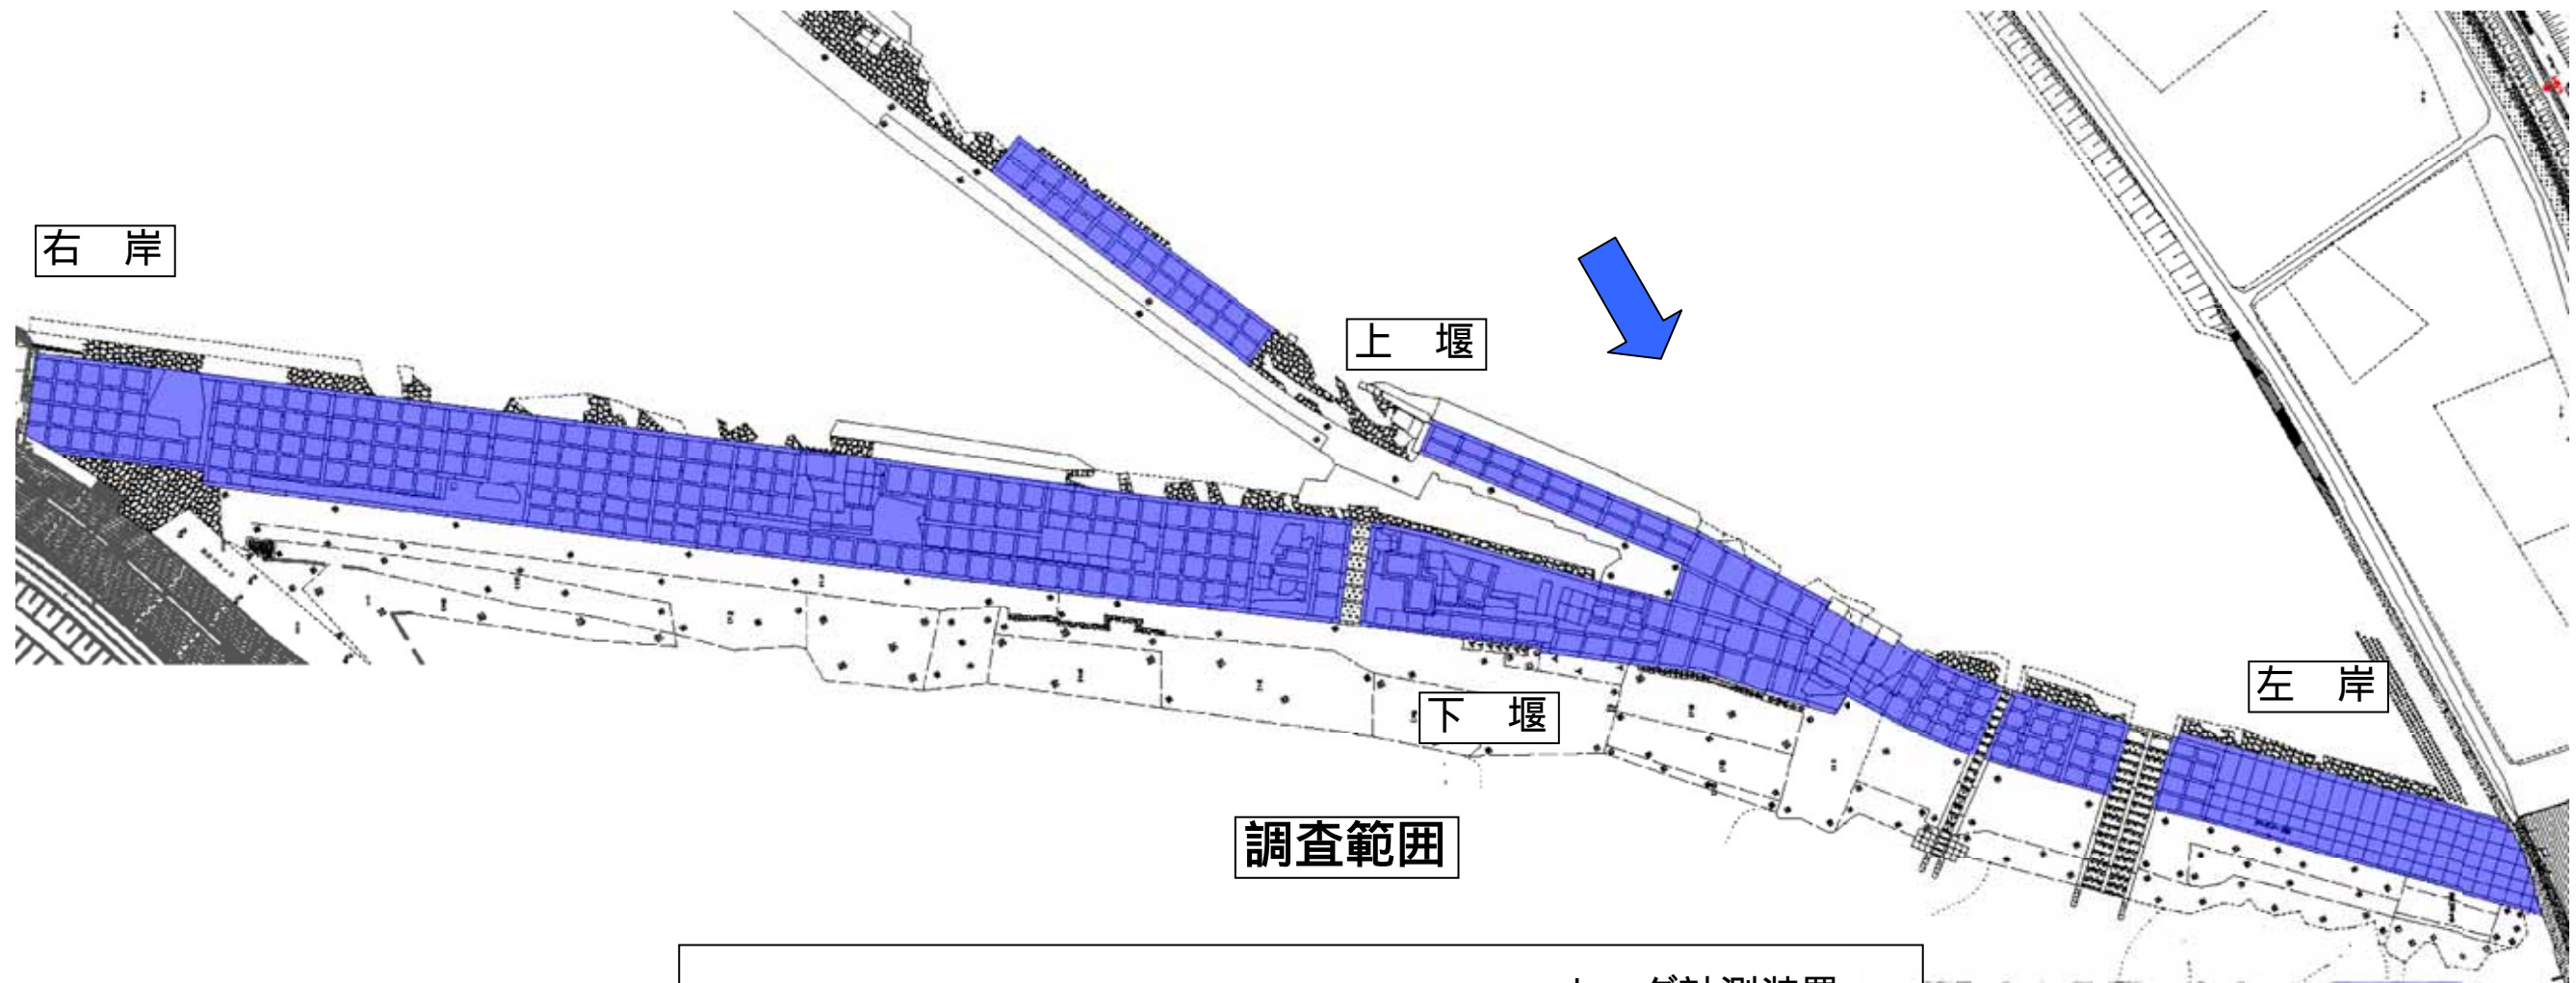 右　岸
上　堰
左　岸
下　堰
調査範囲